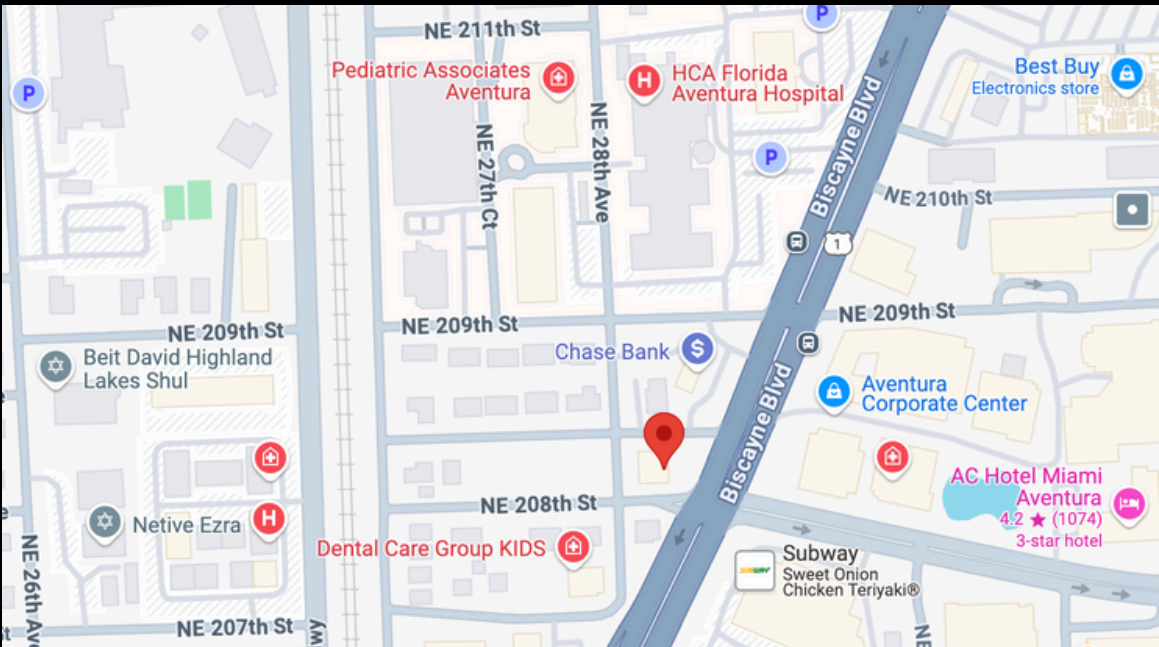 NE 211th St
P
Pediatric Associates
Aventura
H
HCA Florida
Aventura Hospital
Best Buy
Electronics store
P
NE 27th Ct
NE 28th Ave
P
Biscayne Blvd
NE 210th St
1
NE 209th St
NE 209th St
NE 209th St
Beit David Highland
Lakes Shul
Chase Bank
$
Aventura
Corporate Center
Biscayne Blvd
AC Hotel Miami
Aventura
4.2 ★ (1074)
3-star hotel
NE 208th St
Netive Ezra
H
Dental Care Group KIDS
SUBWAY
Subway
Sweet Onion
Chicken Teriyaki®
NE 26th Av
NE 207th St
wy
NE